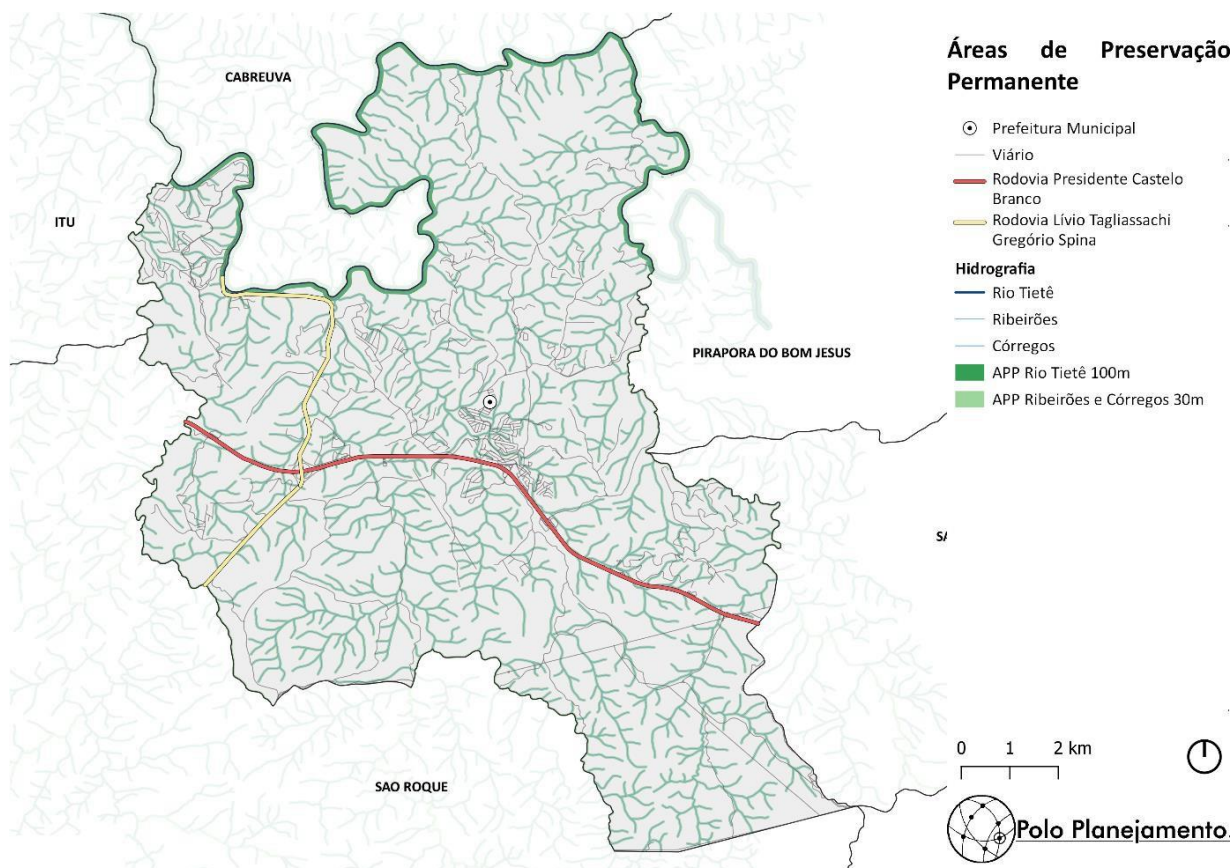 Áreas de Preservação
Permanente
Prefeitura Municipal
Viário
Rodovia Presidente Castelo
Branco
Rodovia Lívio Tagliassachi
Gregório Spina
Hidrografia
Rio Tietê
Ribeirões
Córregos
APP Rio Tietê 100m
APP Ribeirões e Córregos 30m
CABREUVA
ITU
PIRAPORA DO BOM JESUS
SA
SAO ROQUE
0 1 2 km
Polo Planejamento.